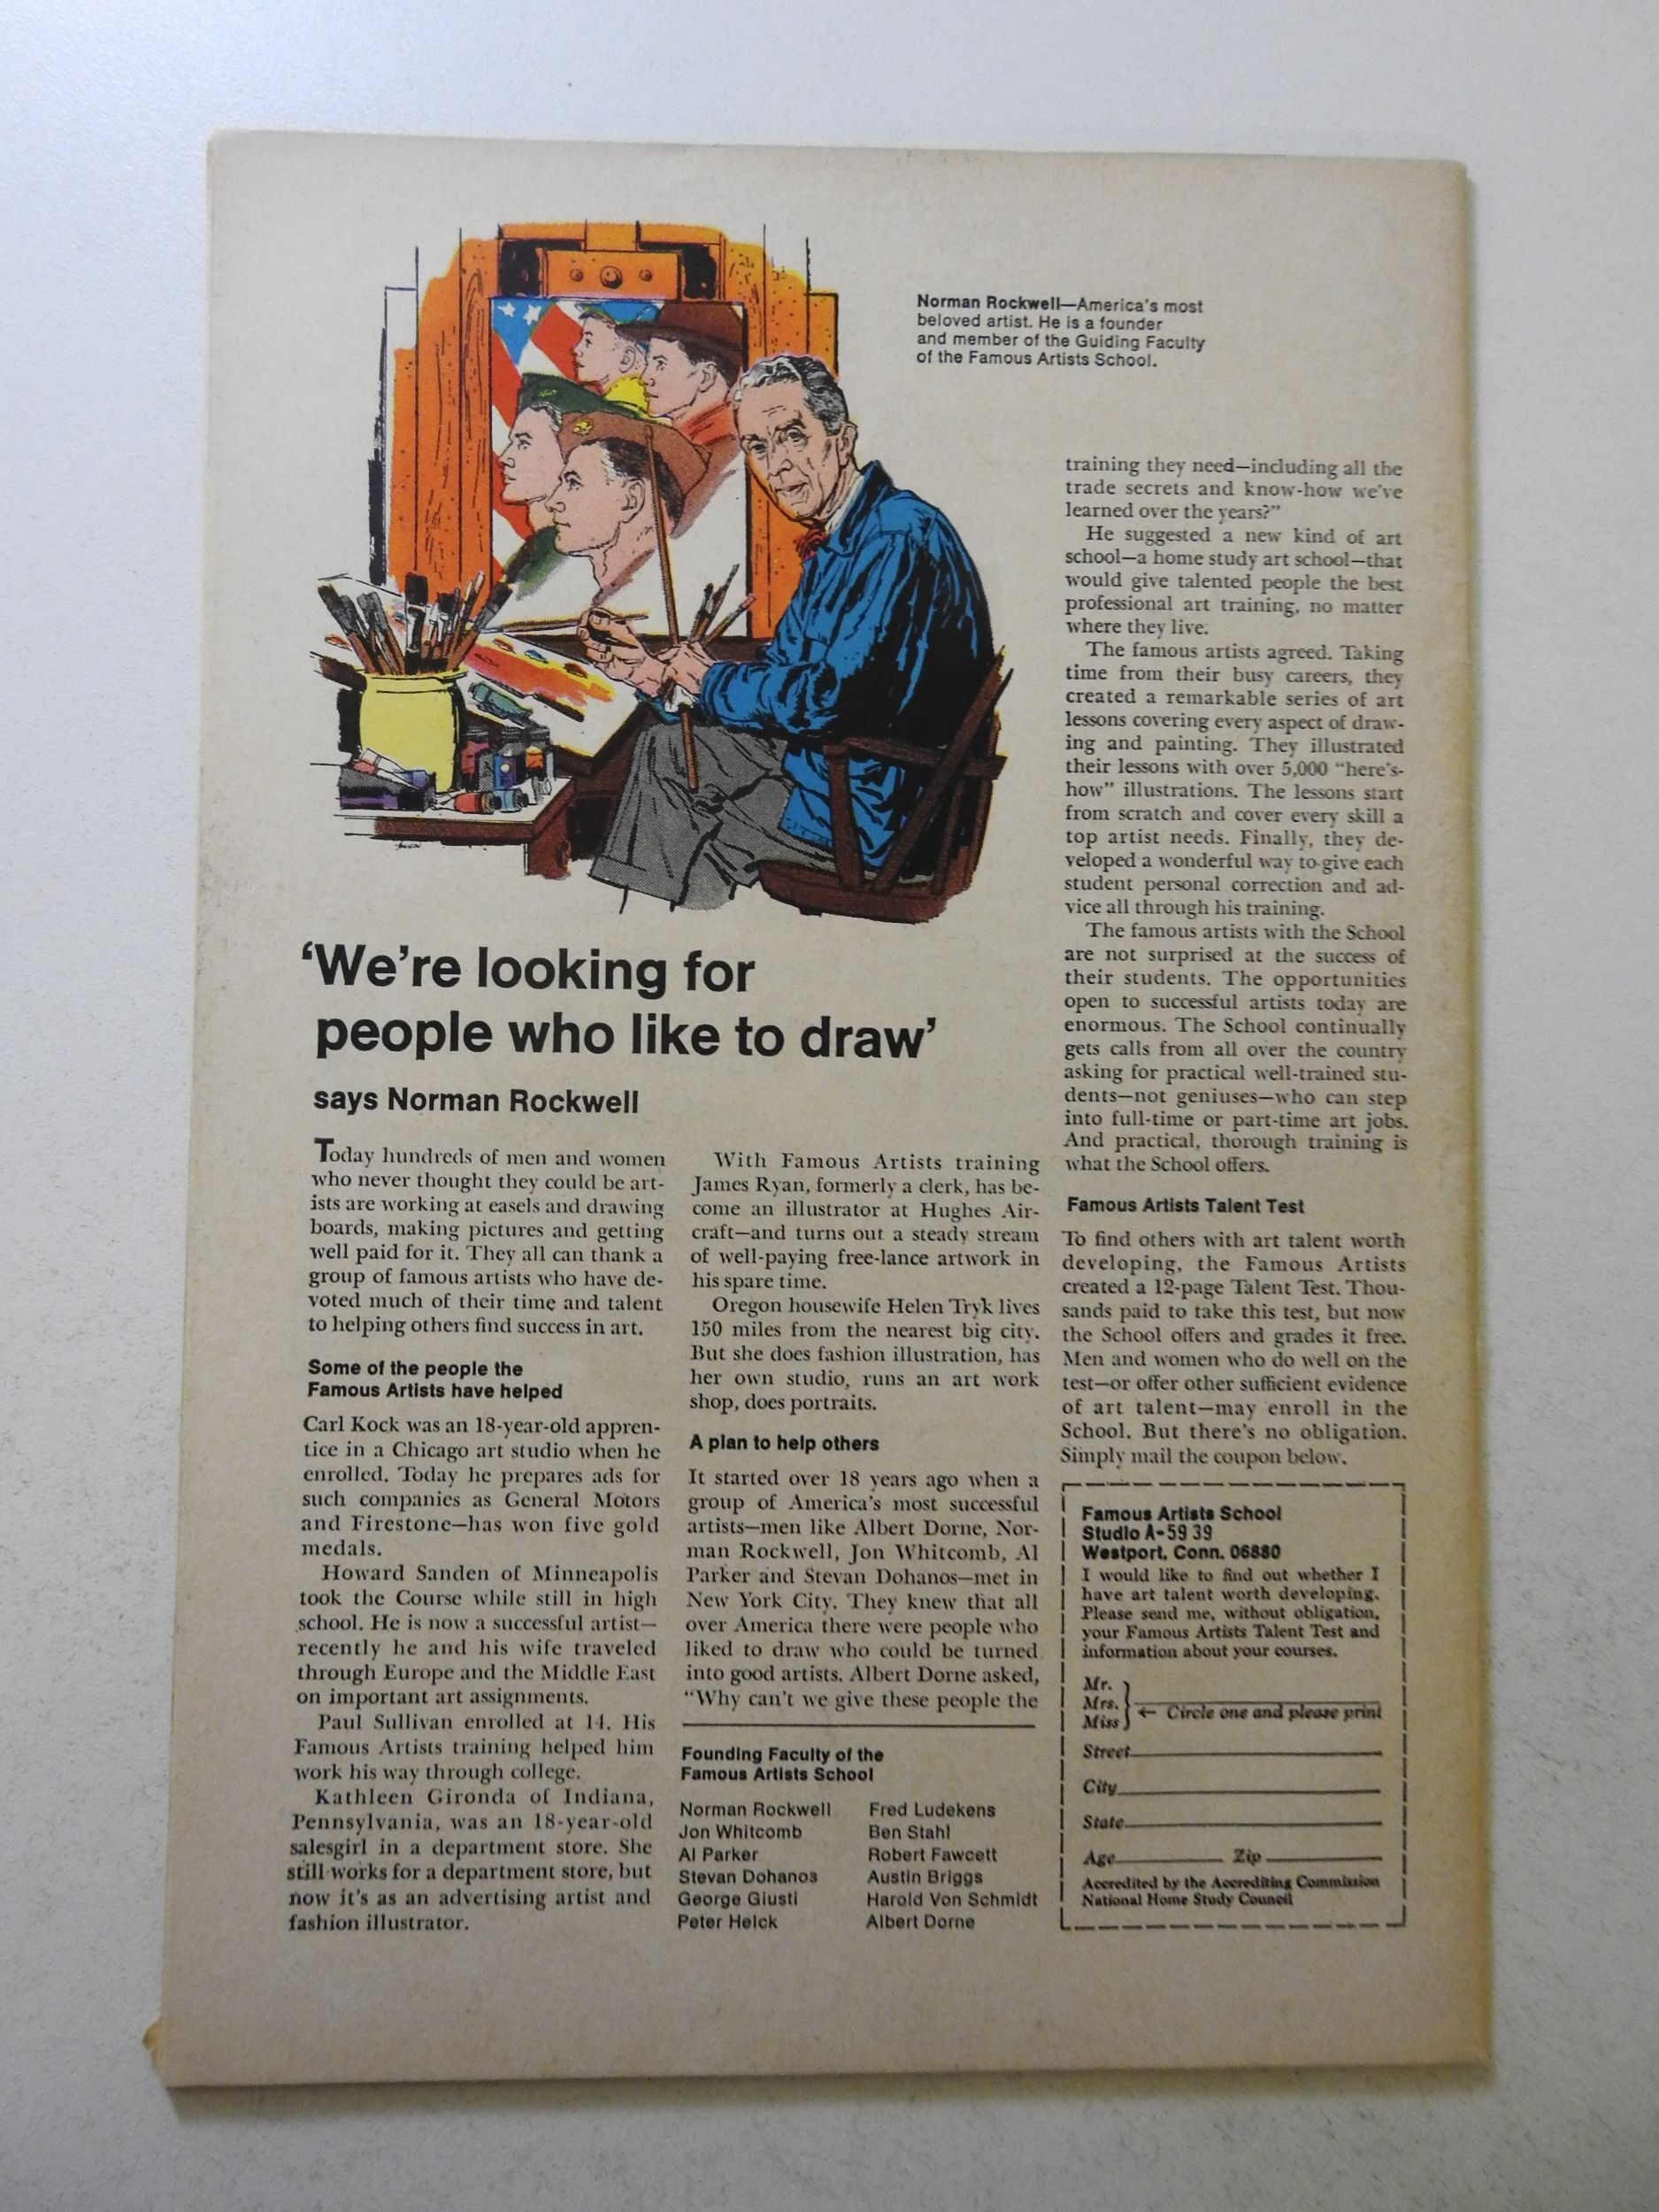 Norman Rockwell—America's most
beloved artist. He is a founder
and member of the Guiding Faculty
of the Famous Artists School.
'We're looking for
people who like to draw'
says Norman Rockwell
Today hundreds of men and women
who never thought they could be art-
ists are working at easels and drawing
boards, making pictures and getting
well paid for it. They all can thank a
group of famous artists who have de-
voted much of their time and talent
to helping others find success in art.
Some of the people the
Famous Artists have helped
Carl Kock was an 18-year-old appren-
tice in a Chicago art studio when he
enrolled. Today he prepares ads for
such companies as General Motors
and Firestone—has won five gold
medals.
Howard Sanden of Minneapolis
took the Course while still in high
school. He is now a successful artist—
recently he and his wife traveled
through Europe and the Middle East
on important art assignments.
Paul Sullivan enrolled at 14. His
Famous Artists training helped him
work his way through college.
Kathleen Gironda of Indiana,
Pennsylvania, was an 18-year-old
salesgirl in a department store. She
still works for a department store, but
now it's as an advertising artist and
fashion illustrator.
With Famous Artists training
James Ryan, formerly a clerk, has be-
come an illustrator at Hughes Air-
craft—and turns out a steady stream
of well-paying free-lance artwork in
his spare time.
Oregon housewife Helen Tryk lives
150 miles from the nearest big city.
But she does fashion illustration, has
her own studio, runs an art work
shop, does portraits.
A plan to help others
It started over 18 years ago when a
group of America's most successful
artists—men like Albert Dorne, Nor-
man Rockwell, Jon Whitcomb, Al
Parker and Stevan Dohanos—met in
New York City. They knew that all
over America there were people who
liked to draw who could be turned
into good artists. Albert Dorne asked,
"Why can't we give these people the
training they need—including all the
trade secrets and know-how we've
learned over the years?"
He suggested a new kind of art
school—a home study art school—that
would give talented people the best
professional art training, no matter
where they live.
The famous artists agreed. Taking
time from their busy careers, they
created a remarkable series of art
lessons covering every aspect of draw-
ing and painting. They illustrated
their lessons with over 5,000 "here's-
how" illustrations. The lessons start
from scratch and cover every skill a
top artist needs. Finally, they de-
veloped a wonderful way to give each
student personal correction and ad-
vice all through his training.
The famous artists with the School
are not surprised at the success of
their students. The opportunities
open to successful artists today are
enormous. The School continually
gets calls from all over the country
asking for practical well-trained stu-
dents—not geniuses—who can step
into full-time or part-time art jobs.
And practical, thorough training is
what the School offers.
Famous Artists Talent Test
To find others with art talent worth
developing, the Famous Artists
created a 12-page Talent Test. Thou-
sands paid to take this test, but now
the School offers and grades it free.
Men and women who do well on the
test—or offer other sufficient evidence
of art talent—may enroll in the
School. But there's no obligation.
Simply mail the coupon below.
Founding Faculty of the
Famous Artists School
Norman Rockwell
Jon Whitcomb
Al Parker
Stevan Dohanos
George Giusti
Peter Helck
Fred Ludekens
Ben Stahl
Robert Fawcett
Austin Briggs
Harold Von Schmidt
Albert Dorne
Famous Artists School
Studio A-59 39
Westport, Conn. 06880
I would like to find out whether I
have art talent worth developing.
Please send me, without obligation,
your Famous Artists Talent Test and
information about your courses.
Mr.
Mrs.
Miss
← Circle one and please print
Street
City
State
Age Zip
Accredited by the Accrediting Commission
National Home Study Council